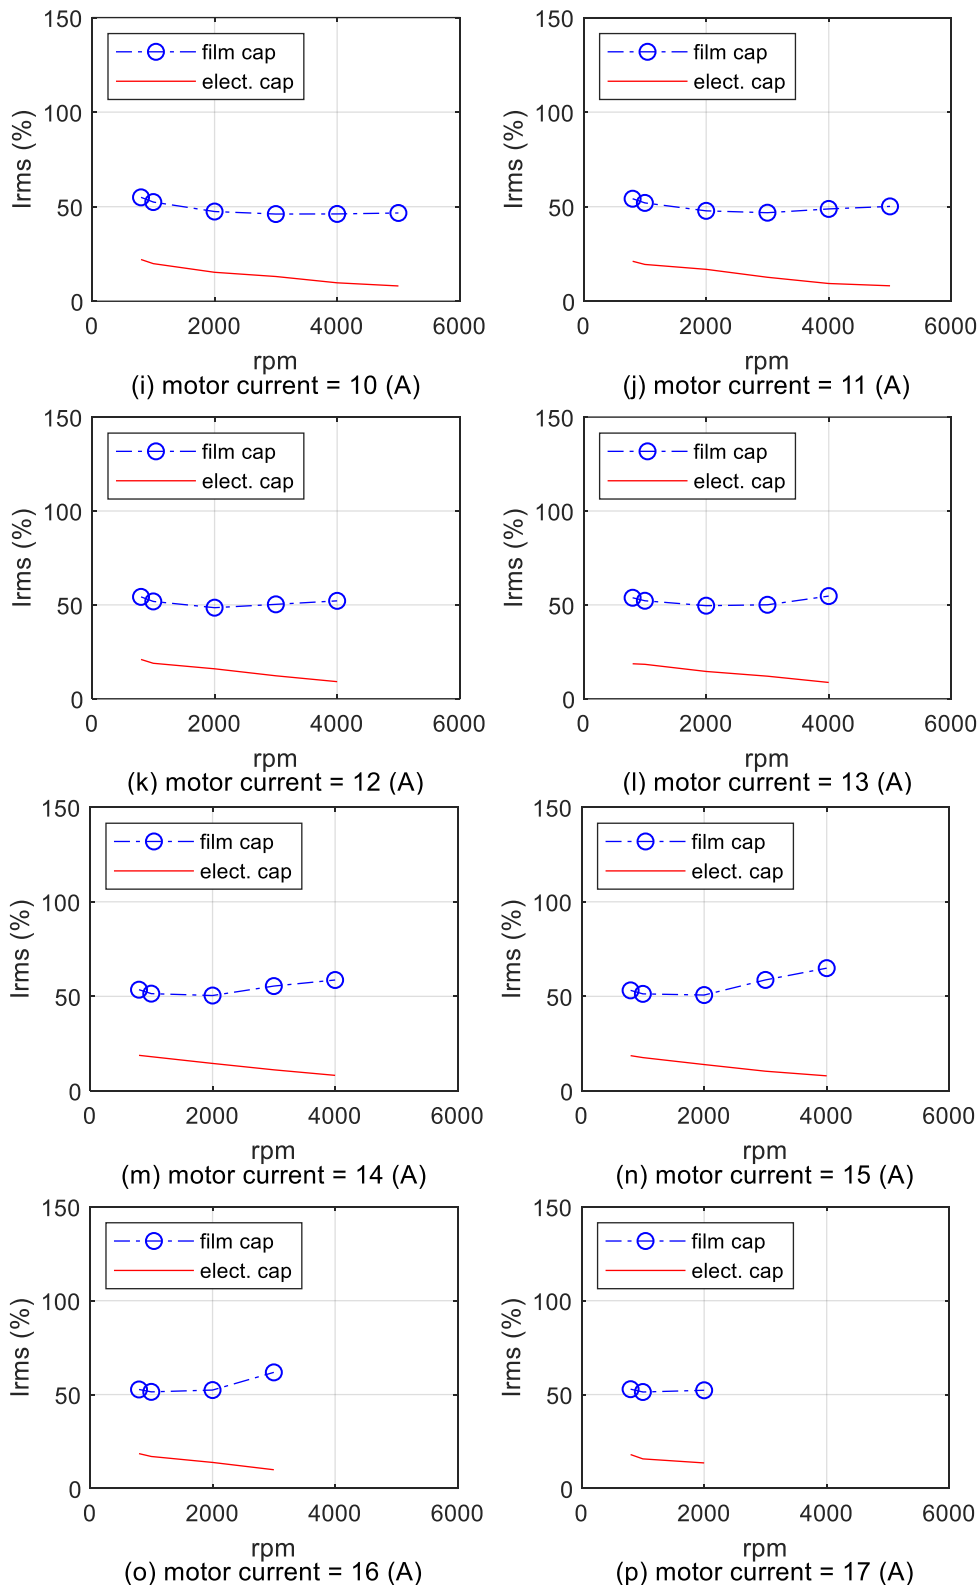 150
film cap
elect. cap
100
Irms (%)
50
0
0 2000 4000 6000
rpm
(i) motor current = 10 (A)
150
film cap
elect. cap
100
Irms (%)
50
0
0 2000 4000 6000
rpm
(j) motor current = 11 (A)
150
film cap
elect. cap
100
Irms (%)
50
0
0 2000 4000 6000
rpm
(k) motor current = 12 (A)
150
film cap
elect. cap
100
Irms (%)
50
0
0 2000 4000 6000
rpm
(l) motor current = 13 (A)
150
film cap
elect. cap
100
Irms (%)
50
0
0 2000 4000 6000
rpm
(m) motor current = 14 (A)
150
film cap
elect. cap
100
Irms (%)
50
0
0 2000 4000 6000
rpm
(n) motor current = 15 (A)
150
film cap
elect. cap
100
Irms (%)
50
0
0 2000 4000 6000
rpm
(o) motor current = 16 (A)
150
film cap
elect. cap
100
Irms (%)
50
0
0 2000 4000 6000
rpm
(p) motor current = 17 (A)